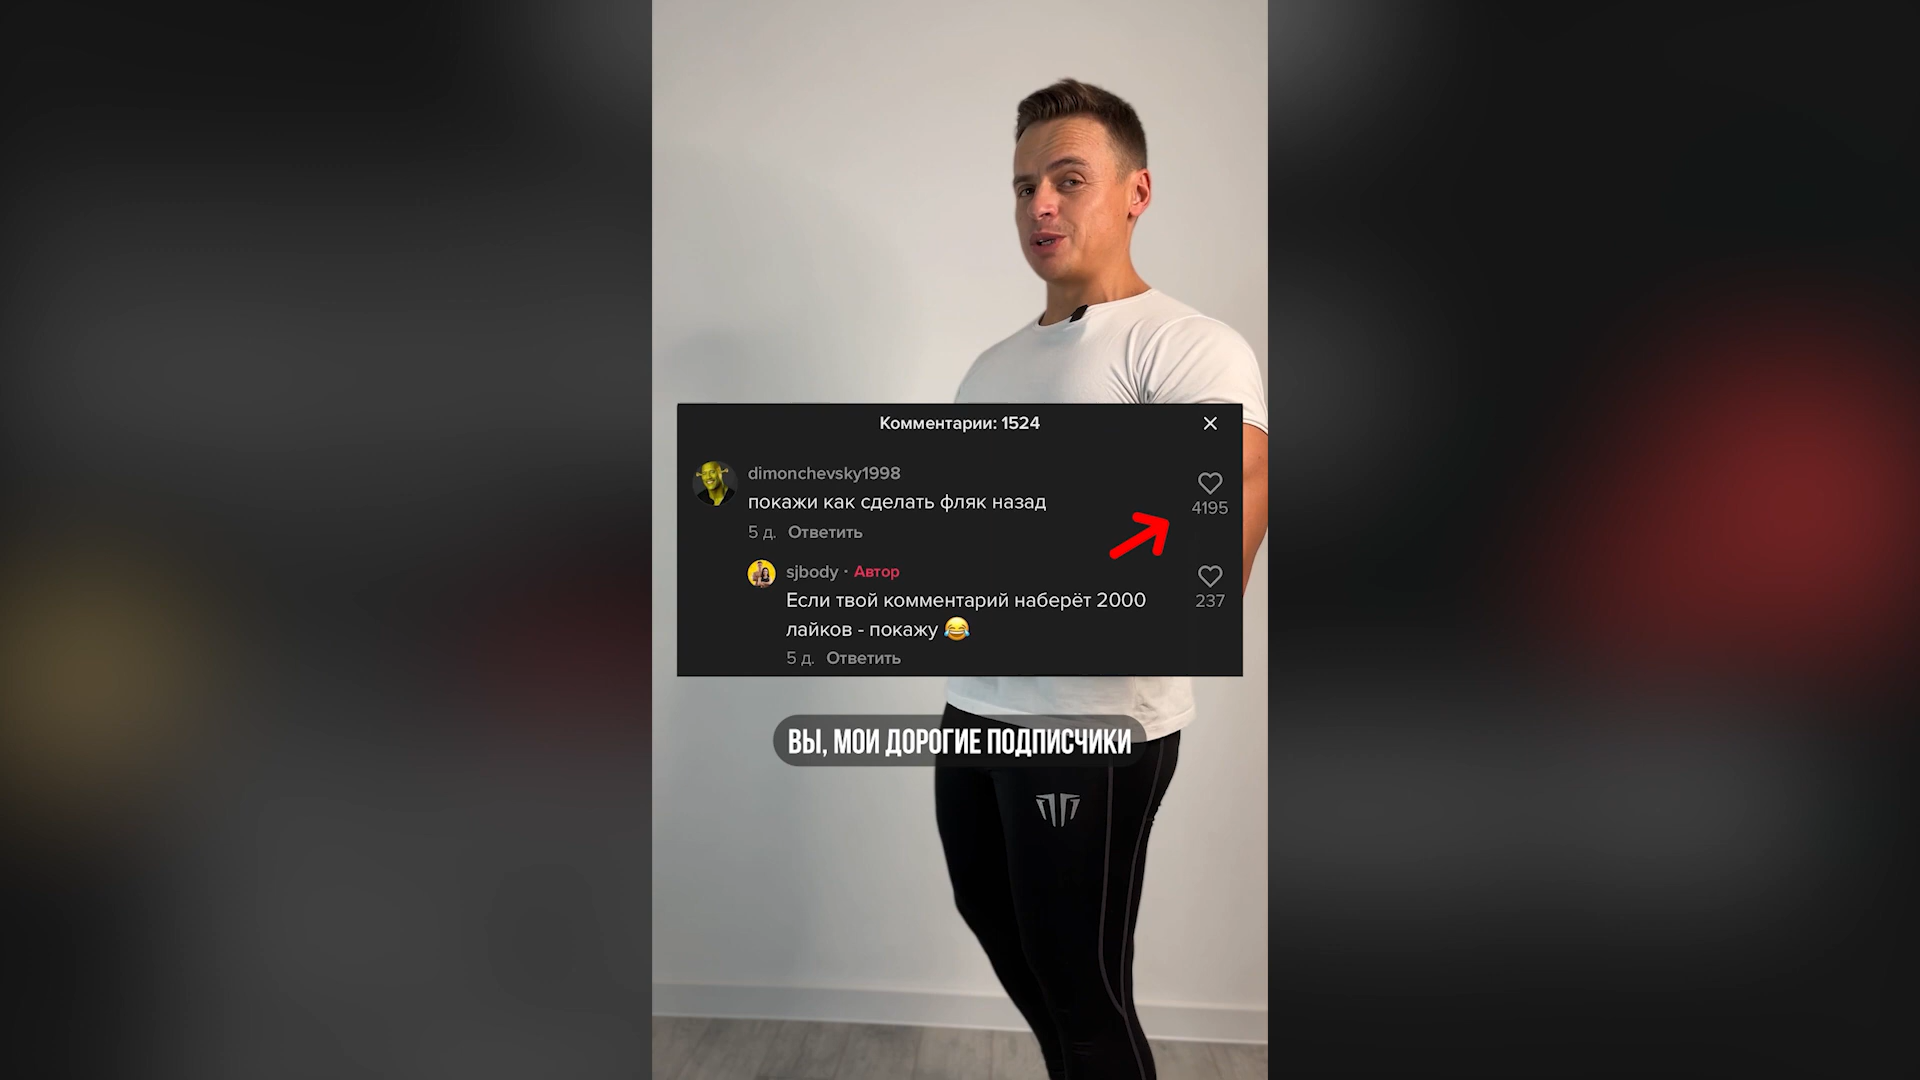 Комментарии: 1524
dimonchevsky1998
покажи как сделать фляк назад
4195
5 д. Ответить
sjbody · Автор
Если твой комментарий наберёт 2000
лайков - покажу 😂
237
5 д. Ответить
ВЫ, МОИ ДОРОГИЕ ПОДПИСЧИКИ